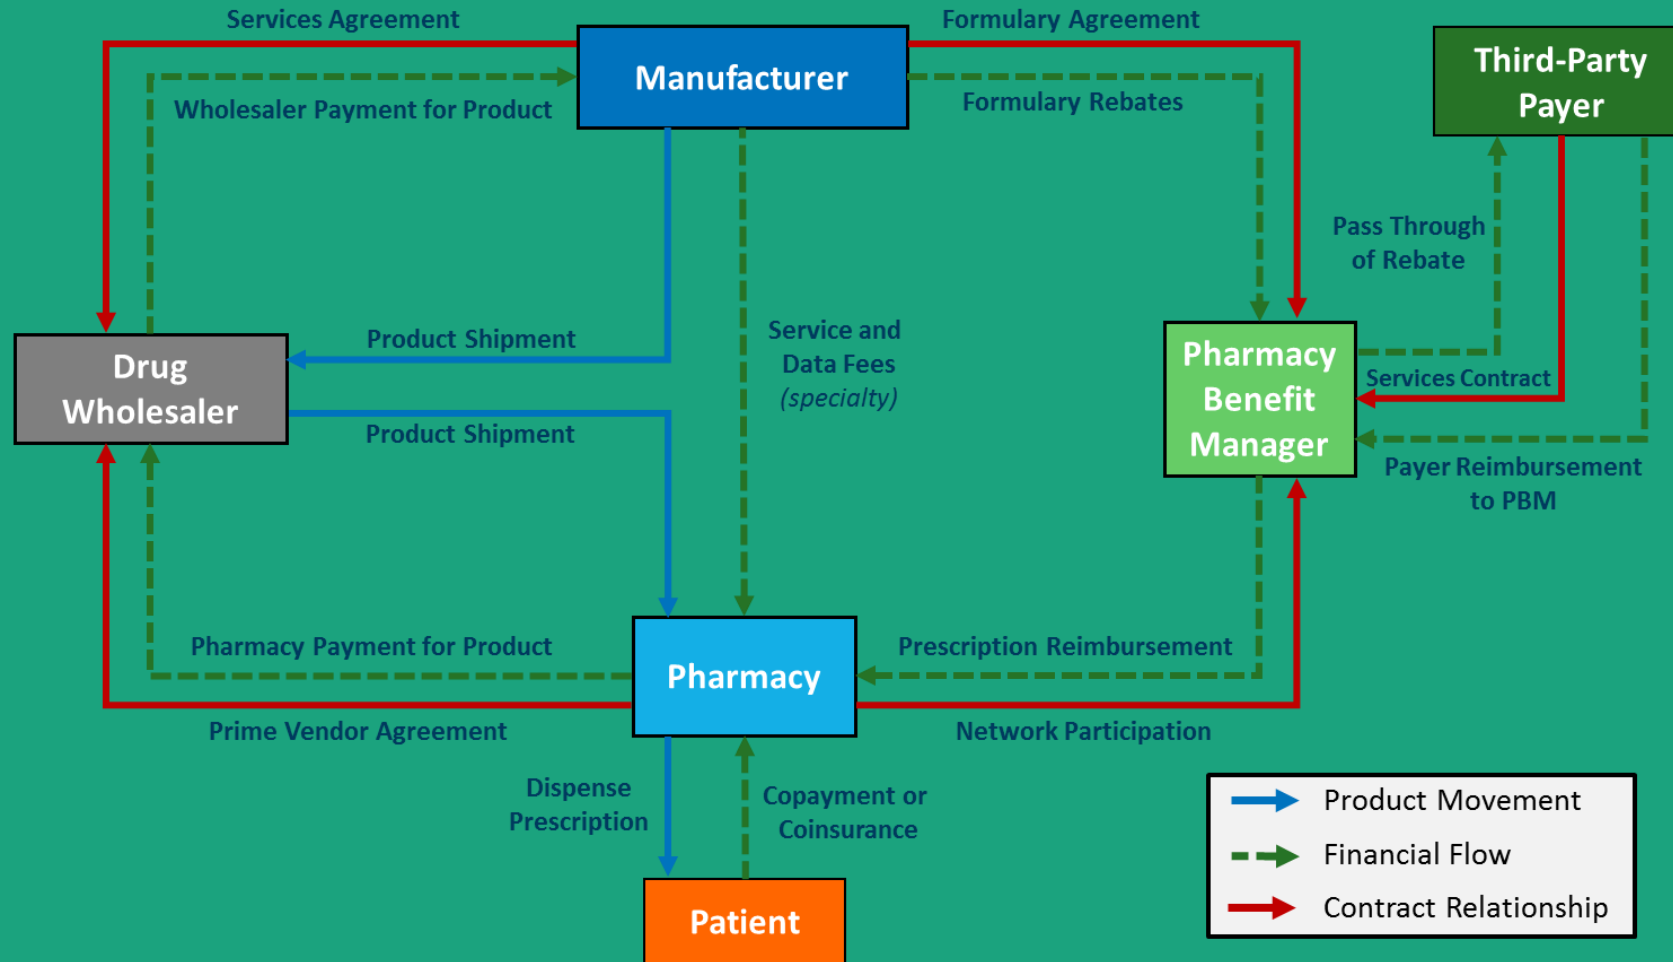 Services Agreement
Formulary Agreement
Manufacturer
Third-Party
Payer
Wholesaler Payment for Product
Formulary Rebates
Pass Through
of Rebate
Product Shipment
Service and
Data Fees
(specialty)
Drug
Wholesaler
Pharmacy
Benefit
Manager
Services Contract
Product Shipment
Payer Reimbursement
to PBM
Pharmacy Payment for Product
Pharmacy
Prescription Reimbursement
Prime Vendor Agreement
Network Participation
Dispense
Prescription
Copayment or
Coinsurance
Patient
Product Movement
Financial Flow
Contract Relationship